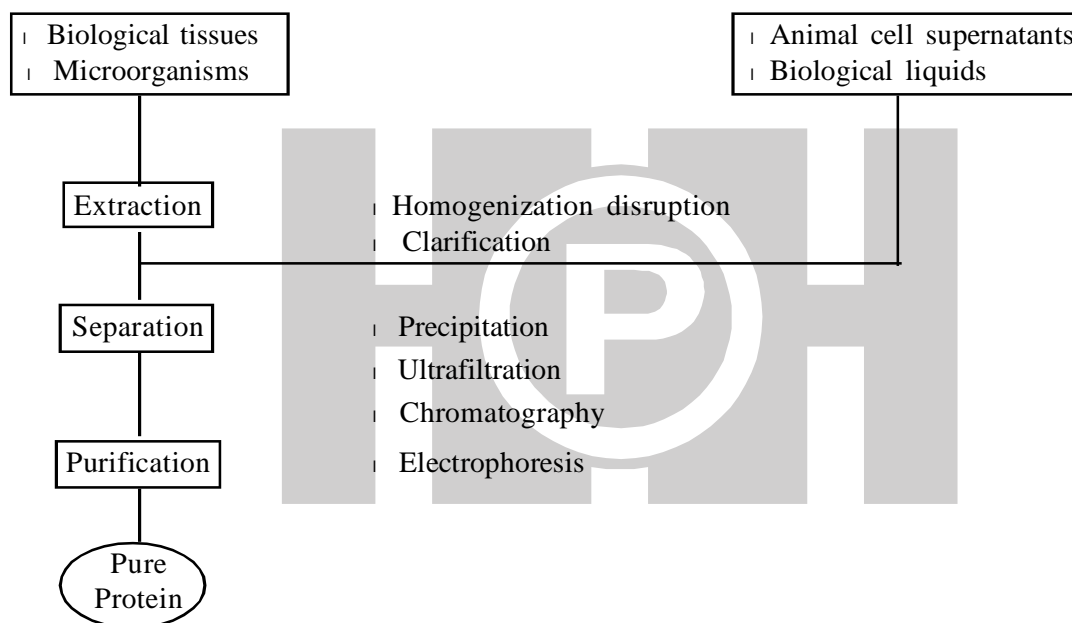 Biological tissues
Microorganisms
Animal cell supernatants
Biological liquids
Extraction
Homogenization disruption
Clarification
Separation
Precipitation
Ultrafiltration
Chromatography
Purification
Electrophoresis
Pure
Protein
HPH